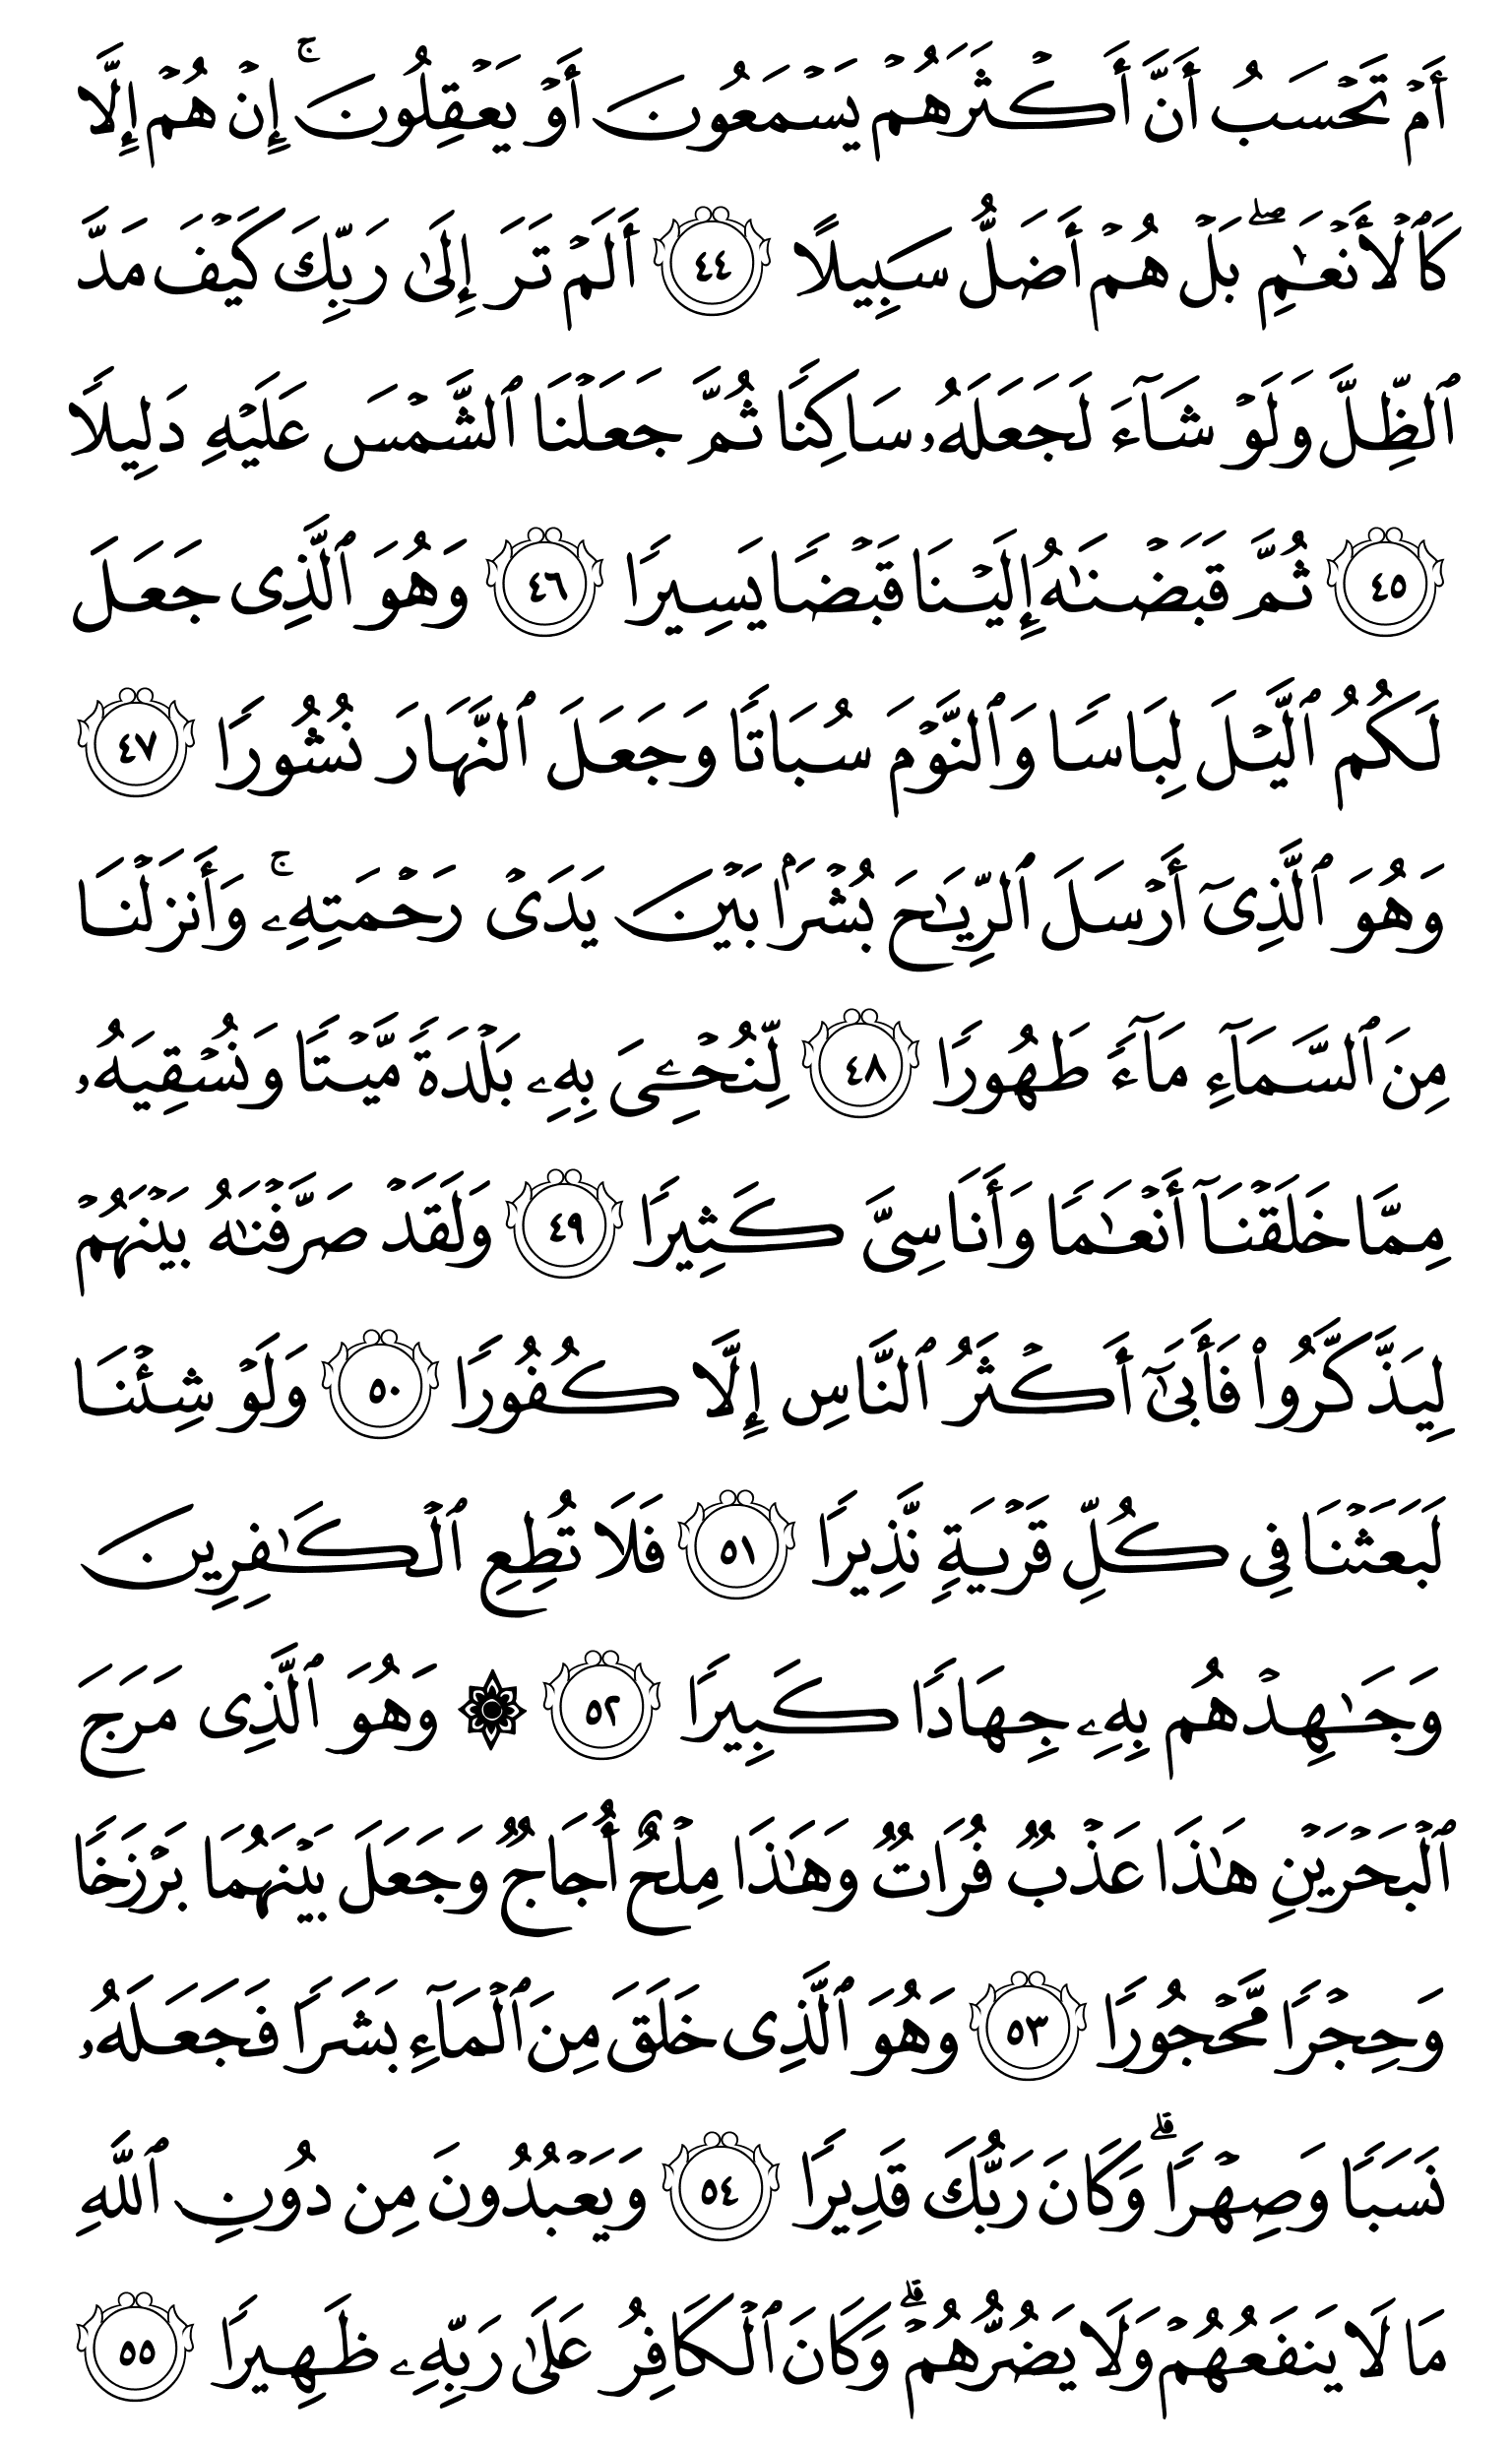 أَمۡ تَحۡسَبُ أَنَّ أَكۡثَرَهُمۡ يَسۡمَعُونَ أَوۡ يَعۡقِلُونَۚ إِنۡ هُمۡ إِلَّا
كَٱلۡأَنۡعَٰمِۖ بَلۡ هُمۡ أَضَلُّ سَبِيلًا ٤٤ أَلَمۡ تَرَ إِلَىٰ رَبِّكَ كَيۡفَ مَدَّ
ٱلظِّلَّ وَلَوۡ شَآءَ لَجَعَلَهُۥ سَاكِنٗا ثُمَّ جَعَلۡنَا ٱلشَّمۡسَ عَلَيۡهِ دَلِيلٗا
٤٥ ثُمَّ قَبَضۡنَٰهُ إِلَيۡنَا قَبۡضٗا يَسِيرٗا ٤٦ وَهُوَ ٱلَّذِي جَعَلَ
لَكُمُ ٱلَّيۡلَ لِبَاسٗا وَٱلنَّوۡمَ سُبَاتٗا وَجَعَلَ ٱلنَّهَارَ نُشُورٗا ٤٧
وَهُوَ ٱلَّذِيٓ أَرۡسَلَ ٱلرِّيَٰحَ بُشۡرَۢا بَيۡنَ يَدَيۡ رَحۡمَتِهِۦۚ وَأَنزَلۡنَا
مِنَ ٱلسَّمَآءِ مَآءٗ طَهُورٗا ٤٨ لِّنُحۡـِۧيَ بِهِۦ بَلۡدَةٗ مَّيۡتٗا وَنُسۡقِيَهُۥ
مِمَّا خَلَقۡنَآ أَنۡعَٰمٗا وَأَنَاسِيَّ كَثِيرٗا ٤٩ وَلَقَدۡ صَرَّفۡنَٰهُ بَيۡنَهُمۡ
لِيَذَّكَّرُواْ فَأَبَىٰٓ أَكۡثَرُ ٱلنَّاسِ إِلَّا كُفُورٗا ٥٠ وَلَوۡ شِئۡنَا
لَبَعَثۡنَا فِي كُلِّ قَرۡيَةٖ نَّذِيرٗا ٥١ فَلَا تُطِعِ ٱلۡكَٰفِرِينَ
وَجَٰهِدۡهُم بِهِۦ جِهَادٗا كَبِيرٗا ٥٢ ۞ وَهُوَ ٱلَّذِي مَرَجَ
ٱلۡبَحۡرَيۡنِ هَٰذَا عَذۡبٞ فُرَاتٞ وَهَٰذَا مِلۡحٌ أُجَاجٞ وَجَعَلَ بَيۡنَهُمَا بَرۡزَخٗا
وَحِجۡرٗا مَّحۡجُورٗا ٥٣ وَهُوَ ٱلَّذِي خَلَقَ مِنَ ٱلۡمَآءِ بَشَرٗا فَجَعَلَهُۥ
نَسَبٗا وَصِهۡرٗاۗ وَكَانَ رَبُّكَ قَدِيرٗا ٥٤ وَيَعۡبُدُونَ مِن دُونِ ٱللَّهِ
مَا لَا يَنفَعُهُمۡ وَلَا يَضُرُّهُمۡۗ وَكَانَ ٱلۡكَافِرُ عَلَىٰ رَبِّهِۦ ظَهِيرٗا ٥٥